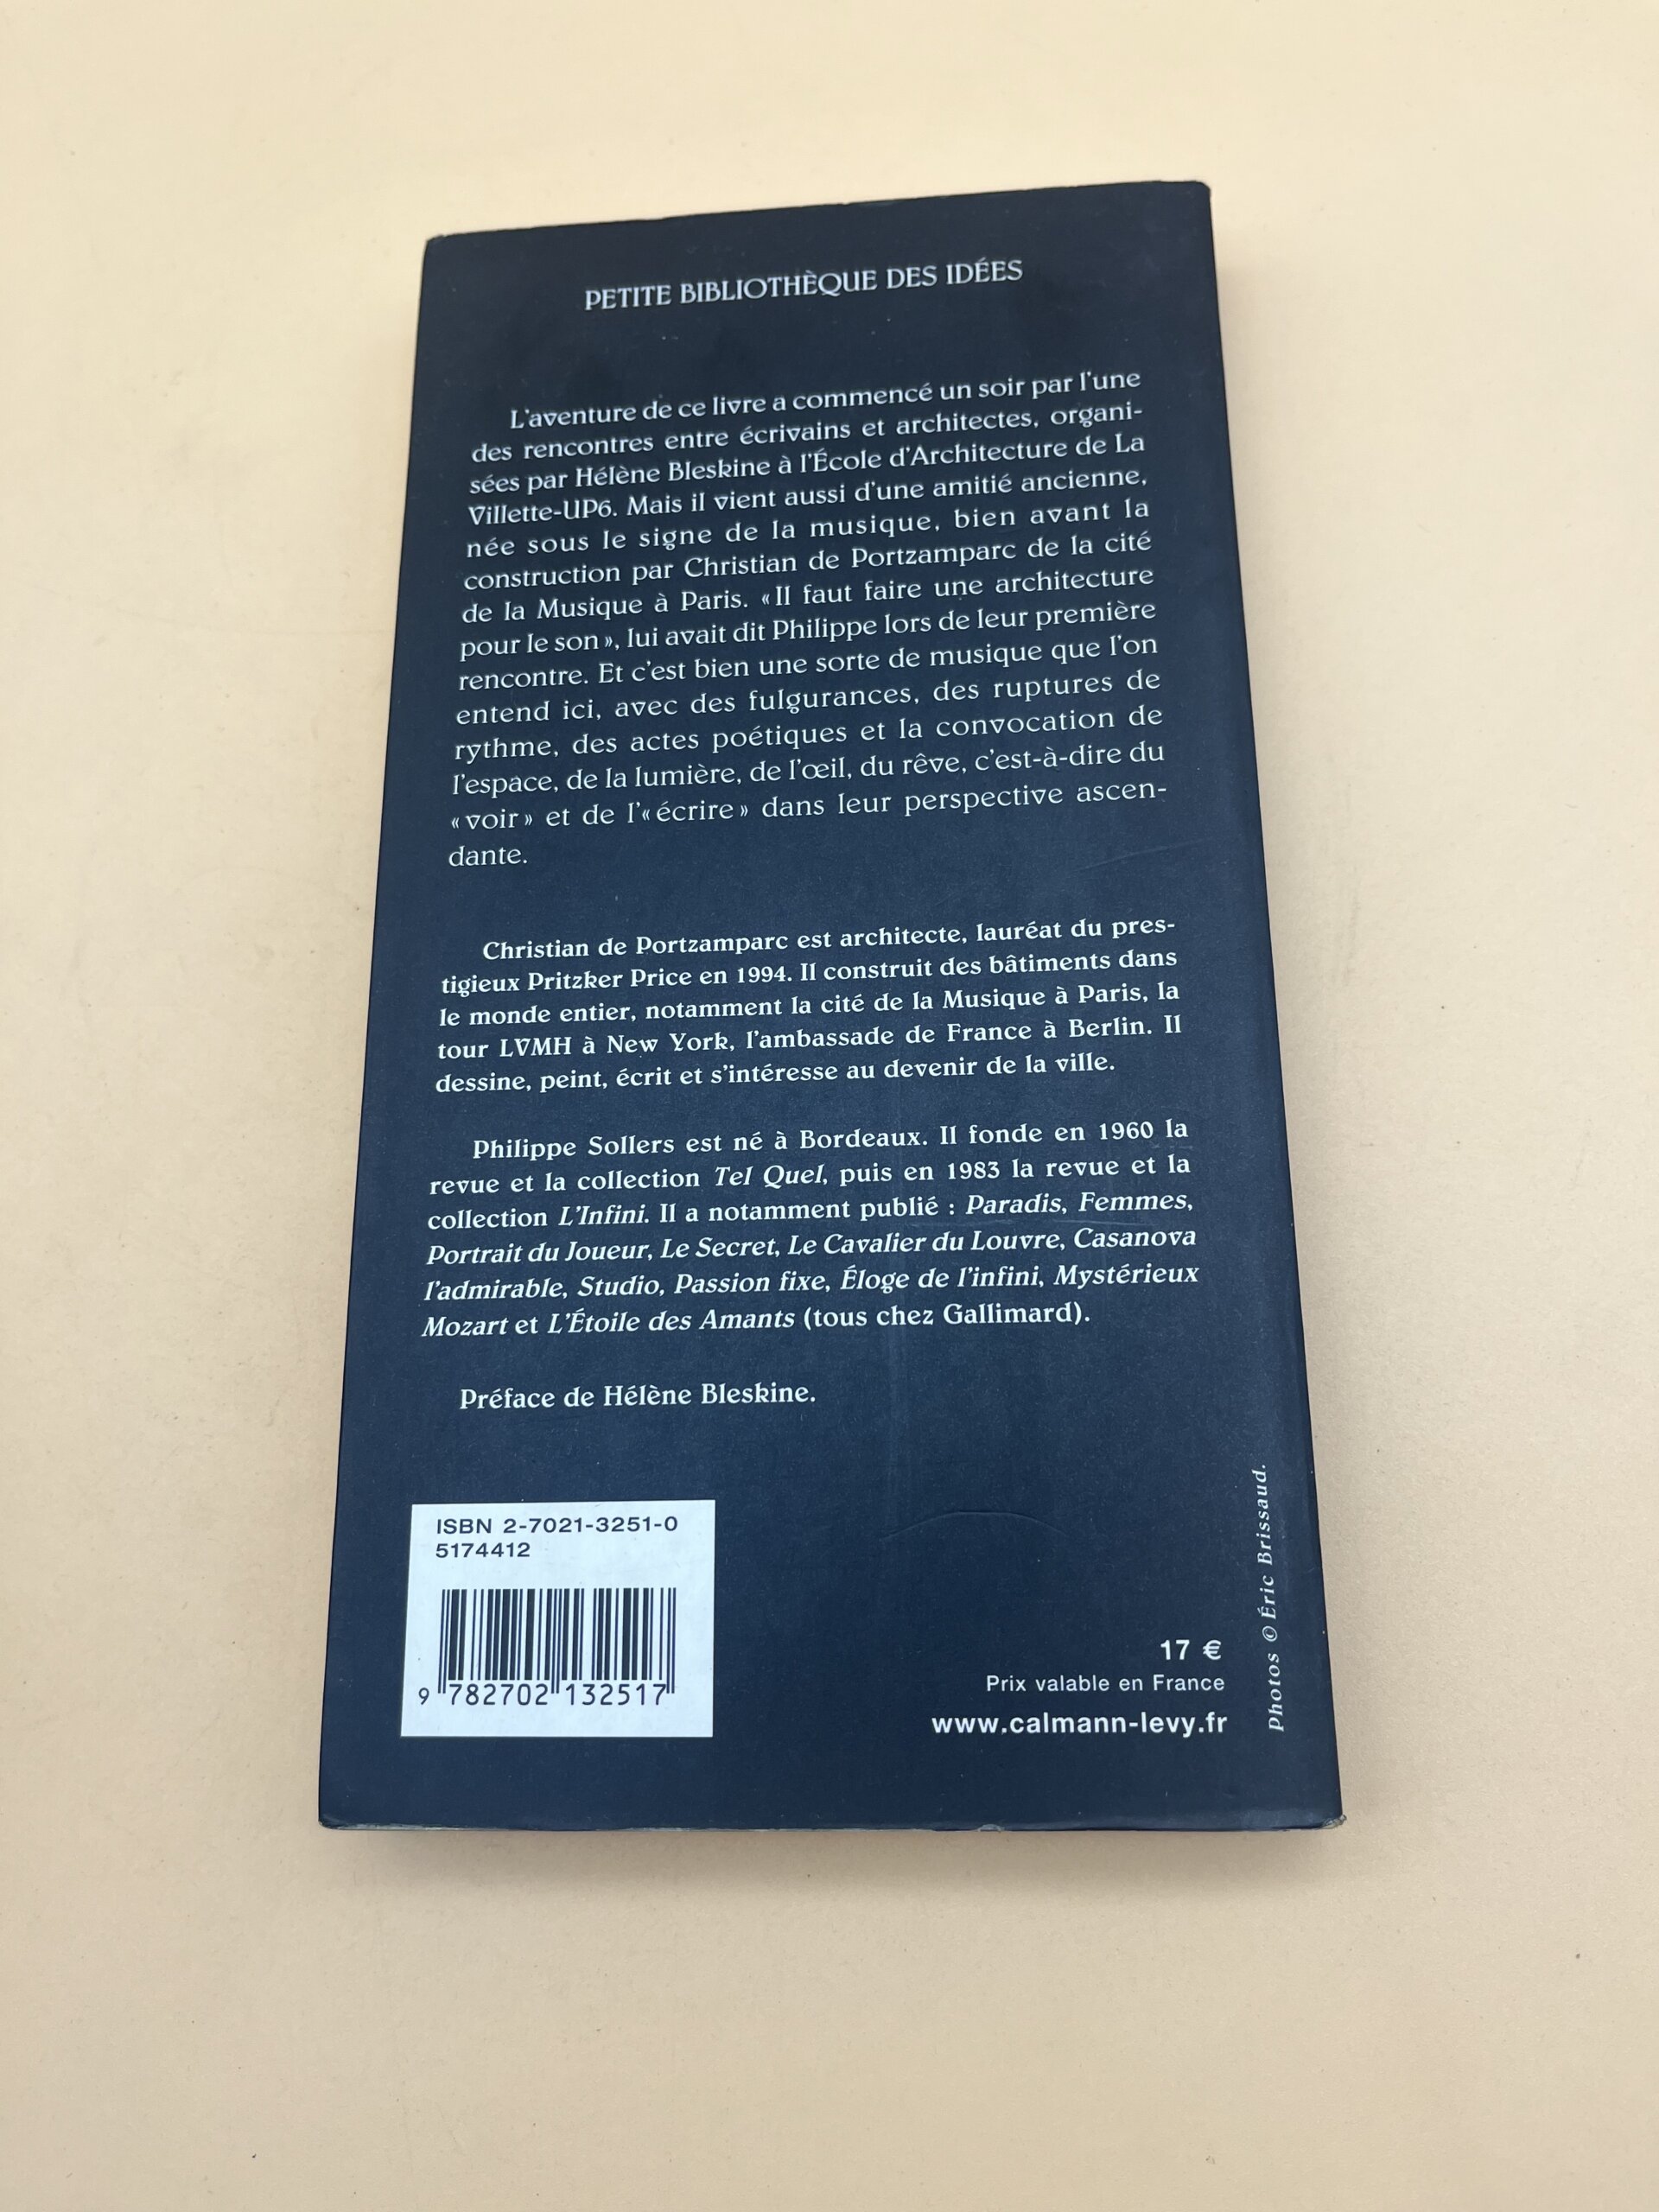 PETITE BIBLIOTHÈQUE DES IDÉES
L'aventure de ce livre a commencé un soir par l'une
des rencontres entre écrivains et architectes, organi-
sées par Hélène Bleskine à l'École d'Architecture de La
Villette-UP6. Mais il vient aussi d'une amitié ancienne,
née sous le signe de la musique, bien avant la
construction par Christian de Portzamparc de la cité
de la Musique à Paris. «Il faut faire une architecture
pour le son», lui avait dit Philippe lors de leur première
rencontre. Et c'est bien une sorte de musique que l'on
entend ici, avec des fulgurances, des ruptures de
rythme, des actes poétiques et la convocation de
l'espace, de la lumière, de l'œil, du rêve, c'est-à-dire du
«voir» et de l'«écrire» dans leur perspective ascen-
dante.
Christian de Portzamparc est architecte, lauréat du pres-
tigieux Pritzker Price en 1994. Il construit des bâtiments dans
le monde entier, notamment la cité de la Musique à Paris, la
tour LVMH à New York, l'ambassade de France à Berlin. Il
dessine, peint, écrit et s'intéresse au devenir de la ville.
Philippe Sollers est né à Bordeaux. Il fonde en 1960 la
revue et la collection Tel Quel, puis en 1983 la revue et la
collection L'Infini. Il a notamment publié : Paradis, Femmes,
Portrait du Joueur, Le Secret, Le Cavalier du Louvre, Casanova
l'admirable, Studio, Passion fixe, Éloge de l'infini, Mystérieux
Mozart et L'Étoile des Amants (tous chez Gallimard).
Préface de Hélène Bleskine.
ISBN 2-7021-3251-0
5174412
9 782702 132517
17 €
Prix valable en France
www.calmann-levy.fr
Photos © Éric Brissaud.